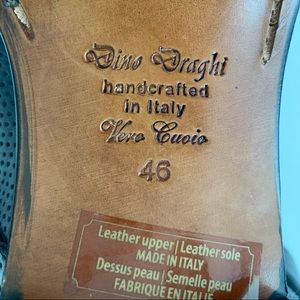 Dino Draghi
handcrafted
in Italy
Vero Cuoio
46
Leather upper | Leather sole
MADE IN ITALY
Dessus peau | Semelle peau
FABRIQUE EN ITALIE